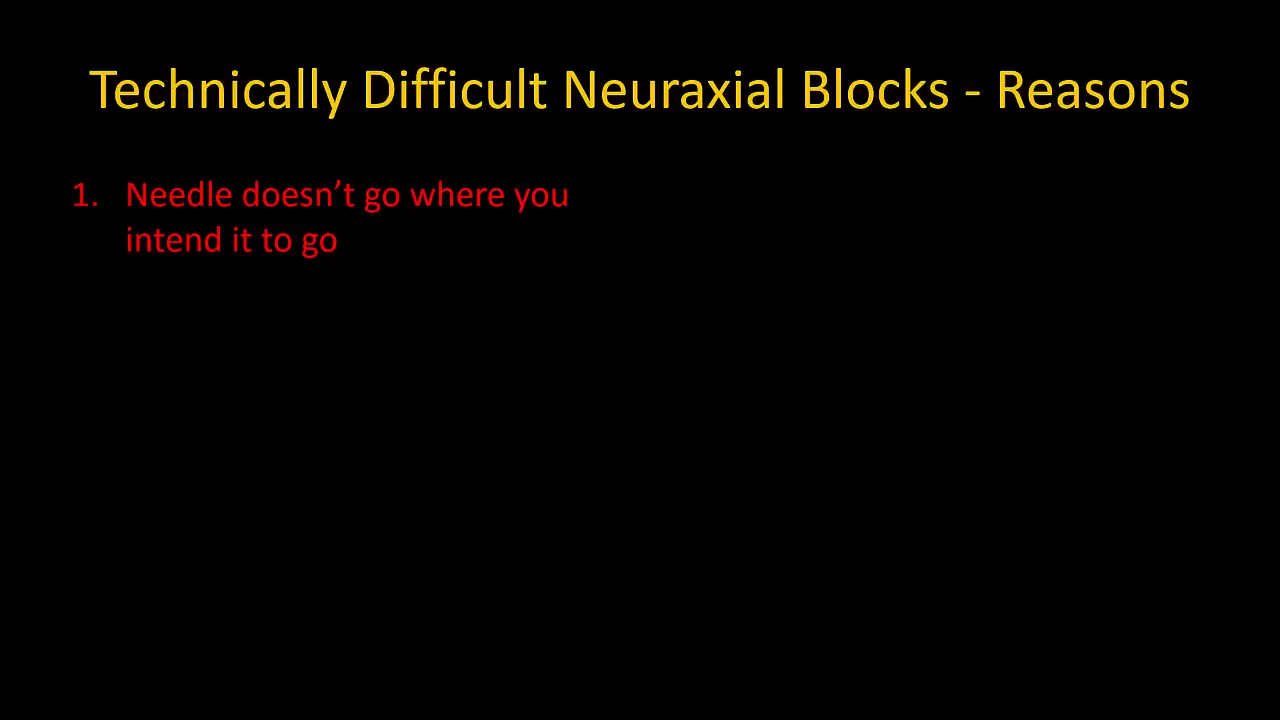 Technically Difficult Neuraxial Blocks - Reasons
1. Needle doesn’t go where you
intend it to go